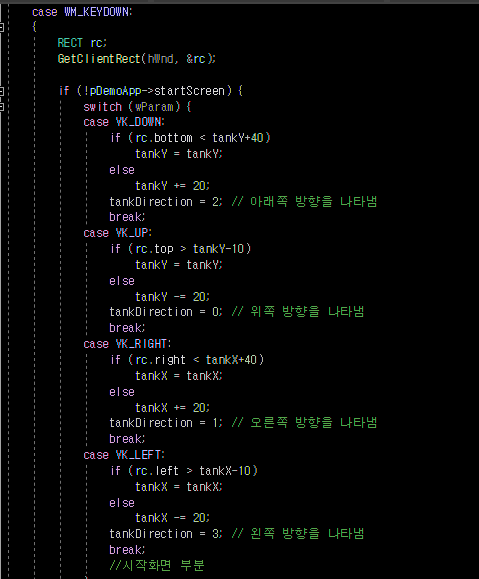 case WM_KEYDOWN:
{
RECT rc;
GetClientRect(hWnd, &rc);
if (!pDemoApp->startScreen) {
switch (wParam) {
case VK_DOWN:
if (rc.bottom < tankY+40)
tankY = tankY;
else
tankY += 20;
tankDirection = 2; // 아래쪽 방향을 나타냄
break;
case VK_UP:
if (rc.top > tankY-10)
tankY = tankY;
else
tankY -= 20;
tankDirection = 0; // 위쪽 방향을 나타냄
break;
case VK_RIGHT:
if (rc.right < tankX+40)
tankX = tankX;
else
tankX += 20;
tankDirection = 1; // 오른쪽 방향을 나타냄
break;
case VK_LEFT:
if (rc.left > tankX-10)
tankX = tankX;
else
tankX -= 20;
tankDirection = 3; // 왼쪽 방향을 나타냄
break;
//시작화면 부분